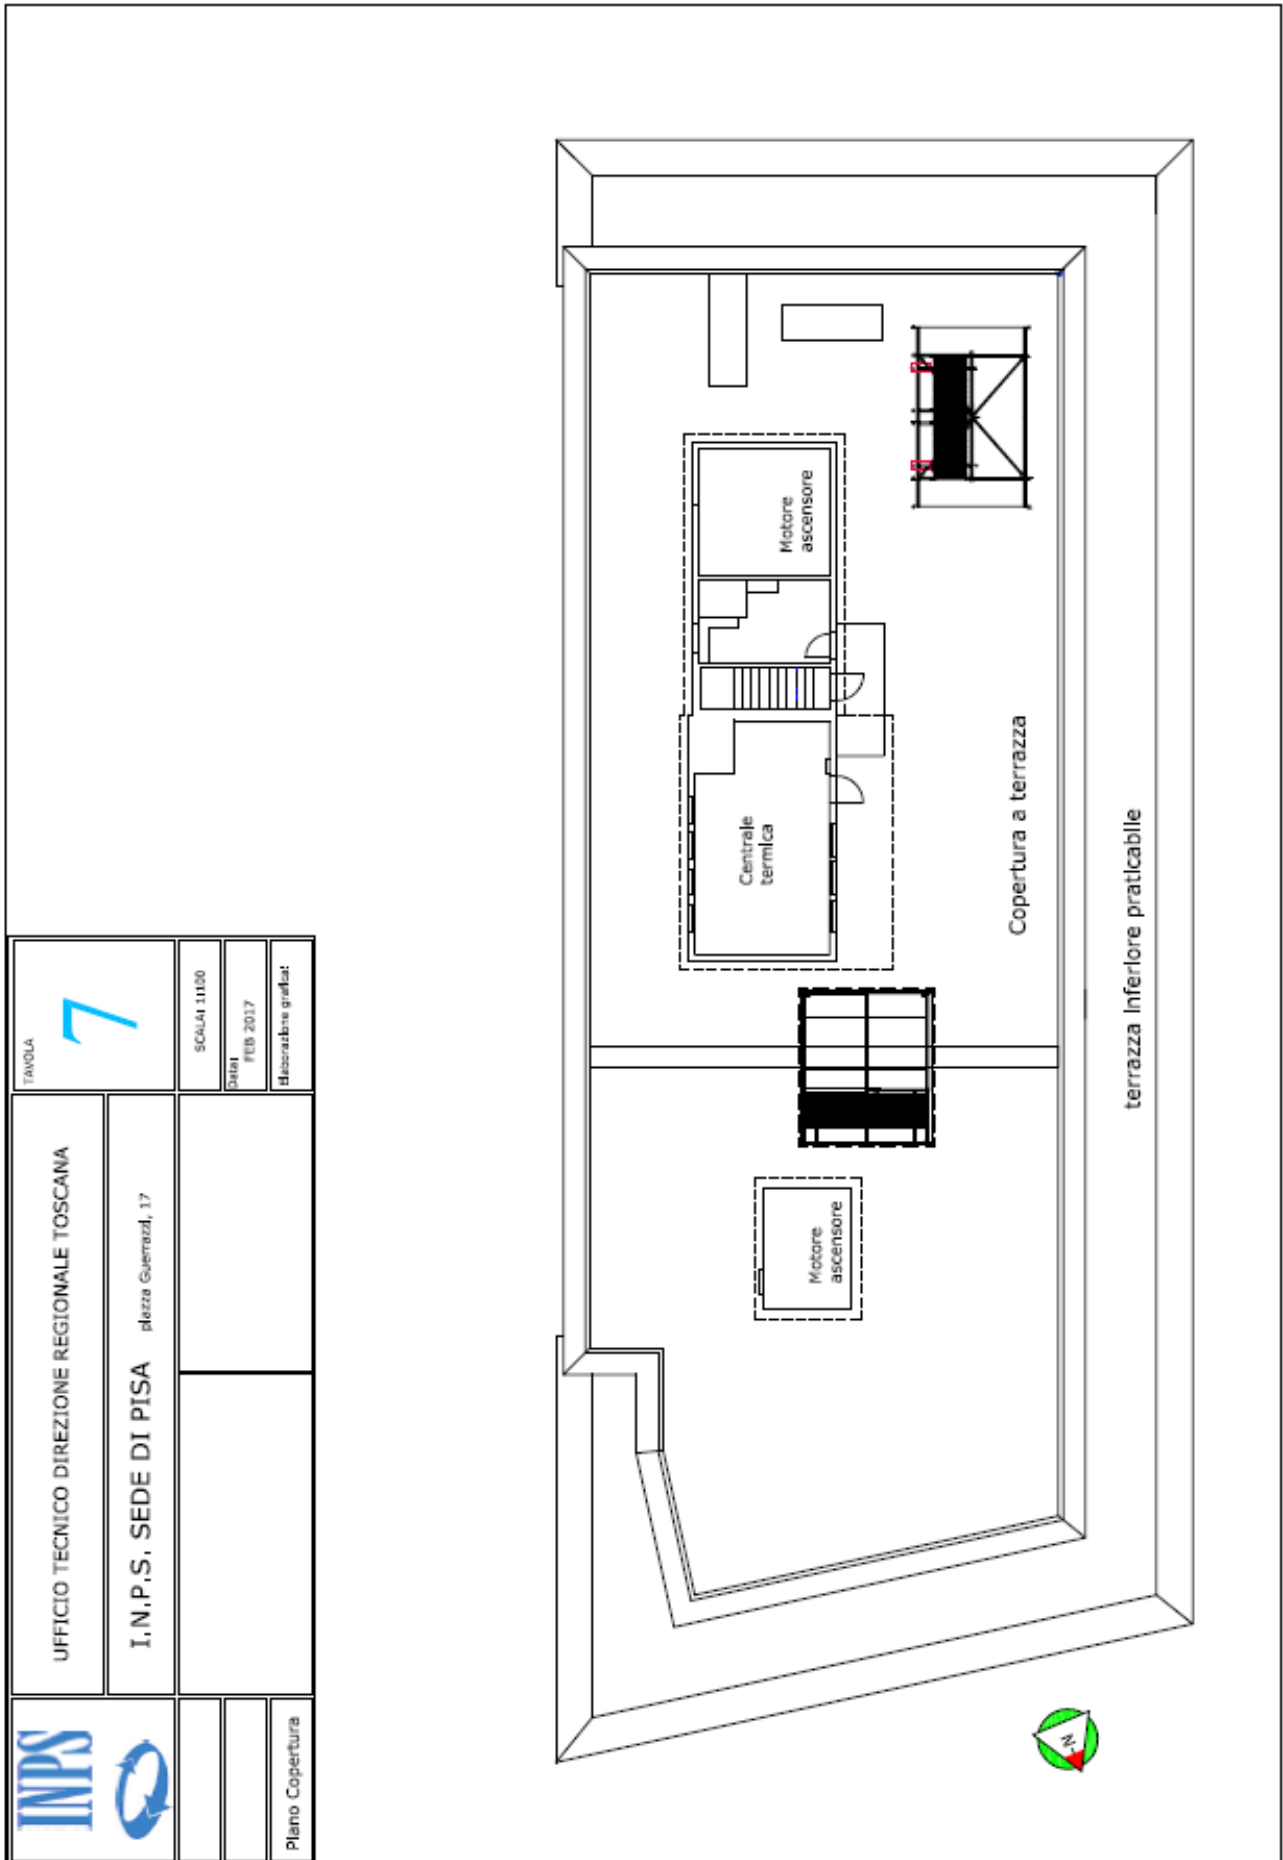 INPS
UFFICIO TECNICO DIREZIONE REGIONALE TOSCANA
I.N.P.S. SEDE DI PISA
piazza Guerrazzi, 17
TAVOLA
7
SCALA: 1:100
Data:
FEB 2017
Elaborazione grafica:
Piano Copertura
Motore
ascensore
Centrale
termica
Copertura a terrazza
terrazza inferiore praticabile
Motore
ascensore
N